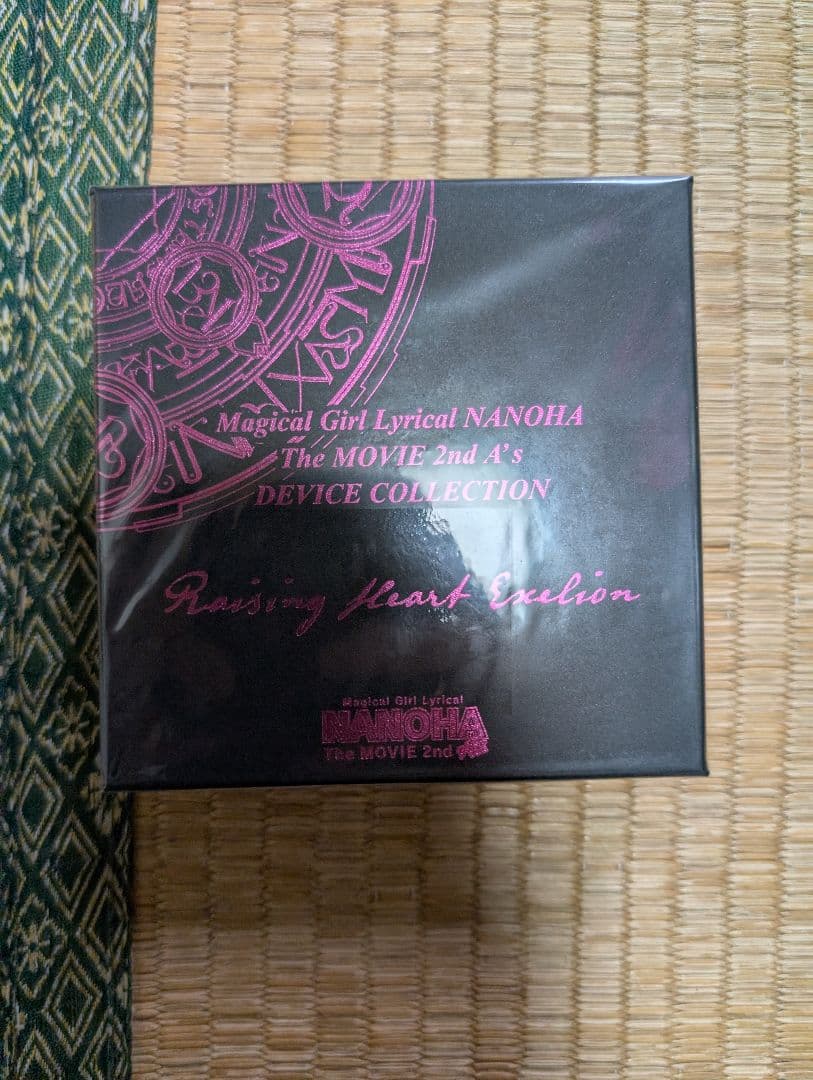 Magical Girl Lyrical NANOHA
The MOVIE 2nd A's
DEVICE COLLECTION
Raising Heart Exelion
Magical Girl Lyrical
NANOHA
The MOVIE 2nd